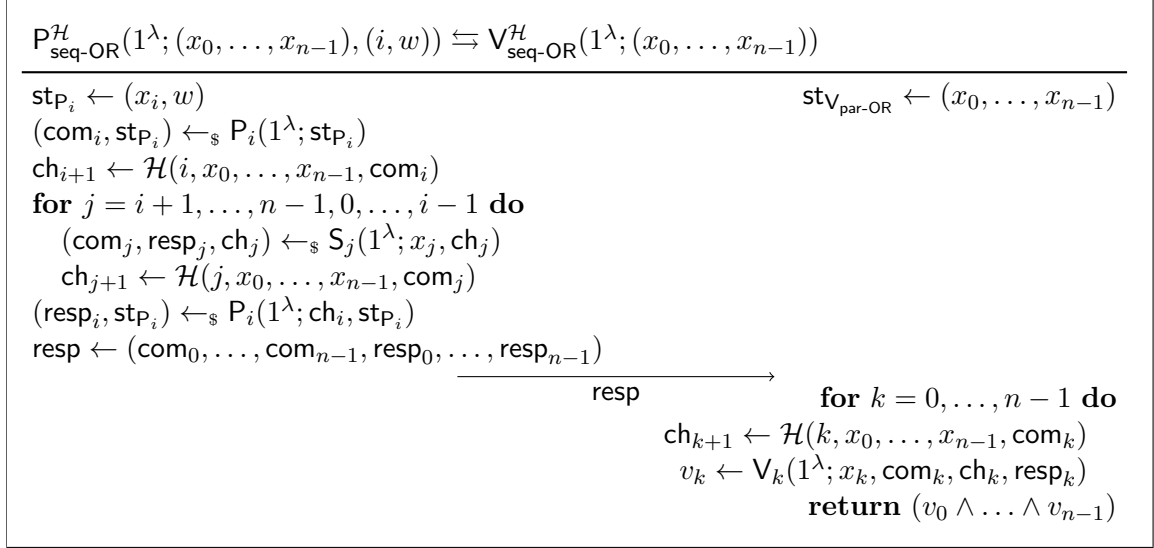 P^ℋ_seq-OR(1^λ; (x_0, …, x_{n−1}), (i, w)) ⇆ V^ℋ_seq-OR(1^λ; (x_0, …, x_{n−1}))
st_{P_i} ← (x_i, w) st_{V_par-OR} ← (x_0, …, x_{n−1})
(com_i, st_{P_i}) ←_$ P_i(1^λ; st_{P_i})
ch_{i+1} ← ℋ(i, x_0, …, x_{n−1}, com_i)
for j = i + 1, …, n − 1, 0, …, i − 1 do
(com_j, resp_j, ch_j) ←_$ S_j(1^λ; x_j, ch_j)
ch_{j+1} ← ℋ(j, x_0, …, x_{n−1}, com_j)
(resp_i, st_{P_i}) ←_$ P_i(1^λ; ch_i, st_{P_i})
resp ← (com_0, …, com_{n−1}, resp_0, …, resp_{n−1})
resp
for k = 0, …, n − 1 do
ch_{k+1} ← ℋ(k, x_0, …, x_{n−1}, com_k)
v_k ← V_k(1^λ; x_k, com_k, ch_k, resp_k)
return (v_0 ∧ … ∧ v_{n−1})